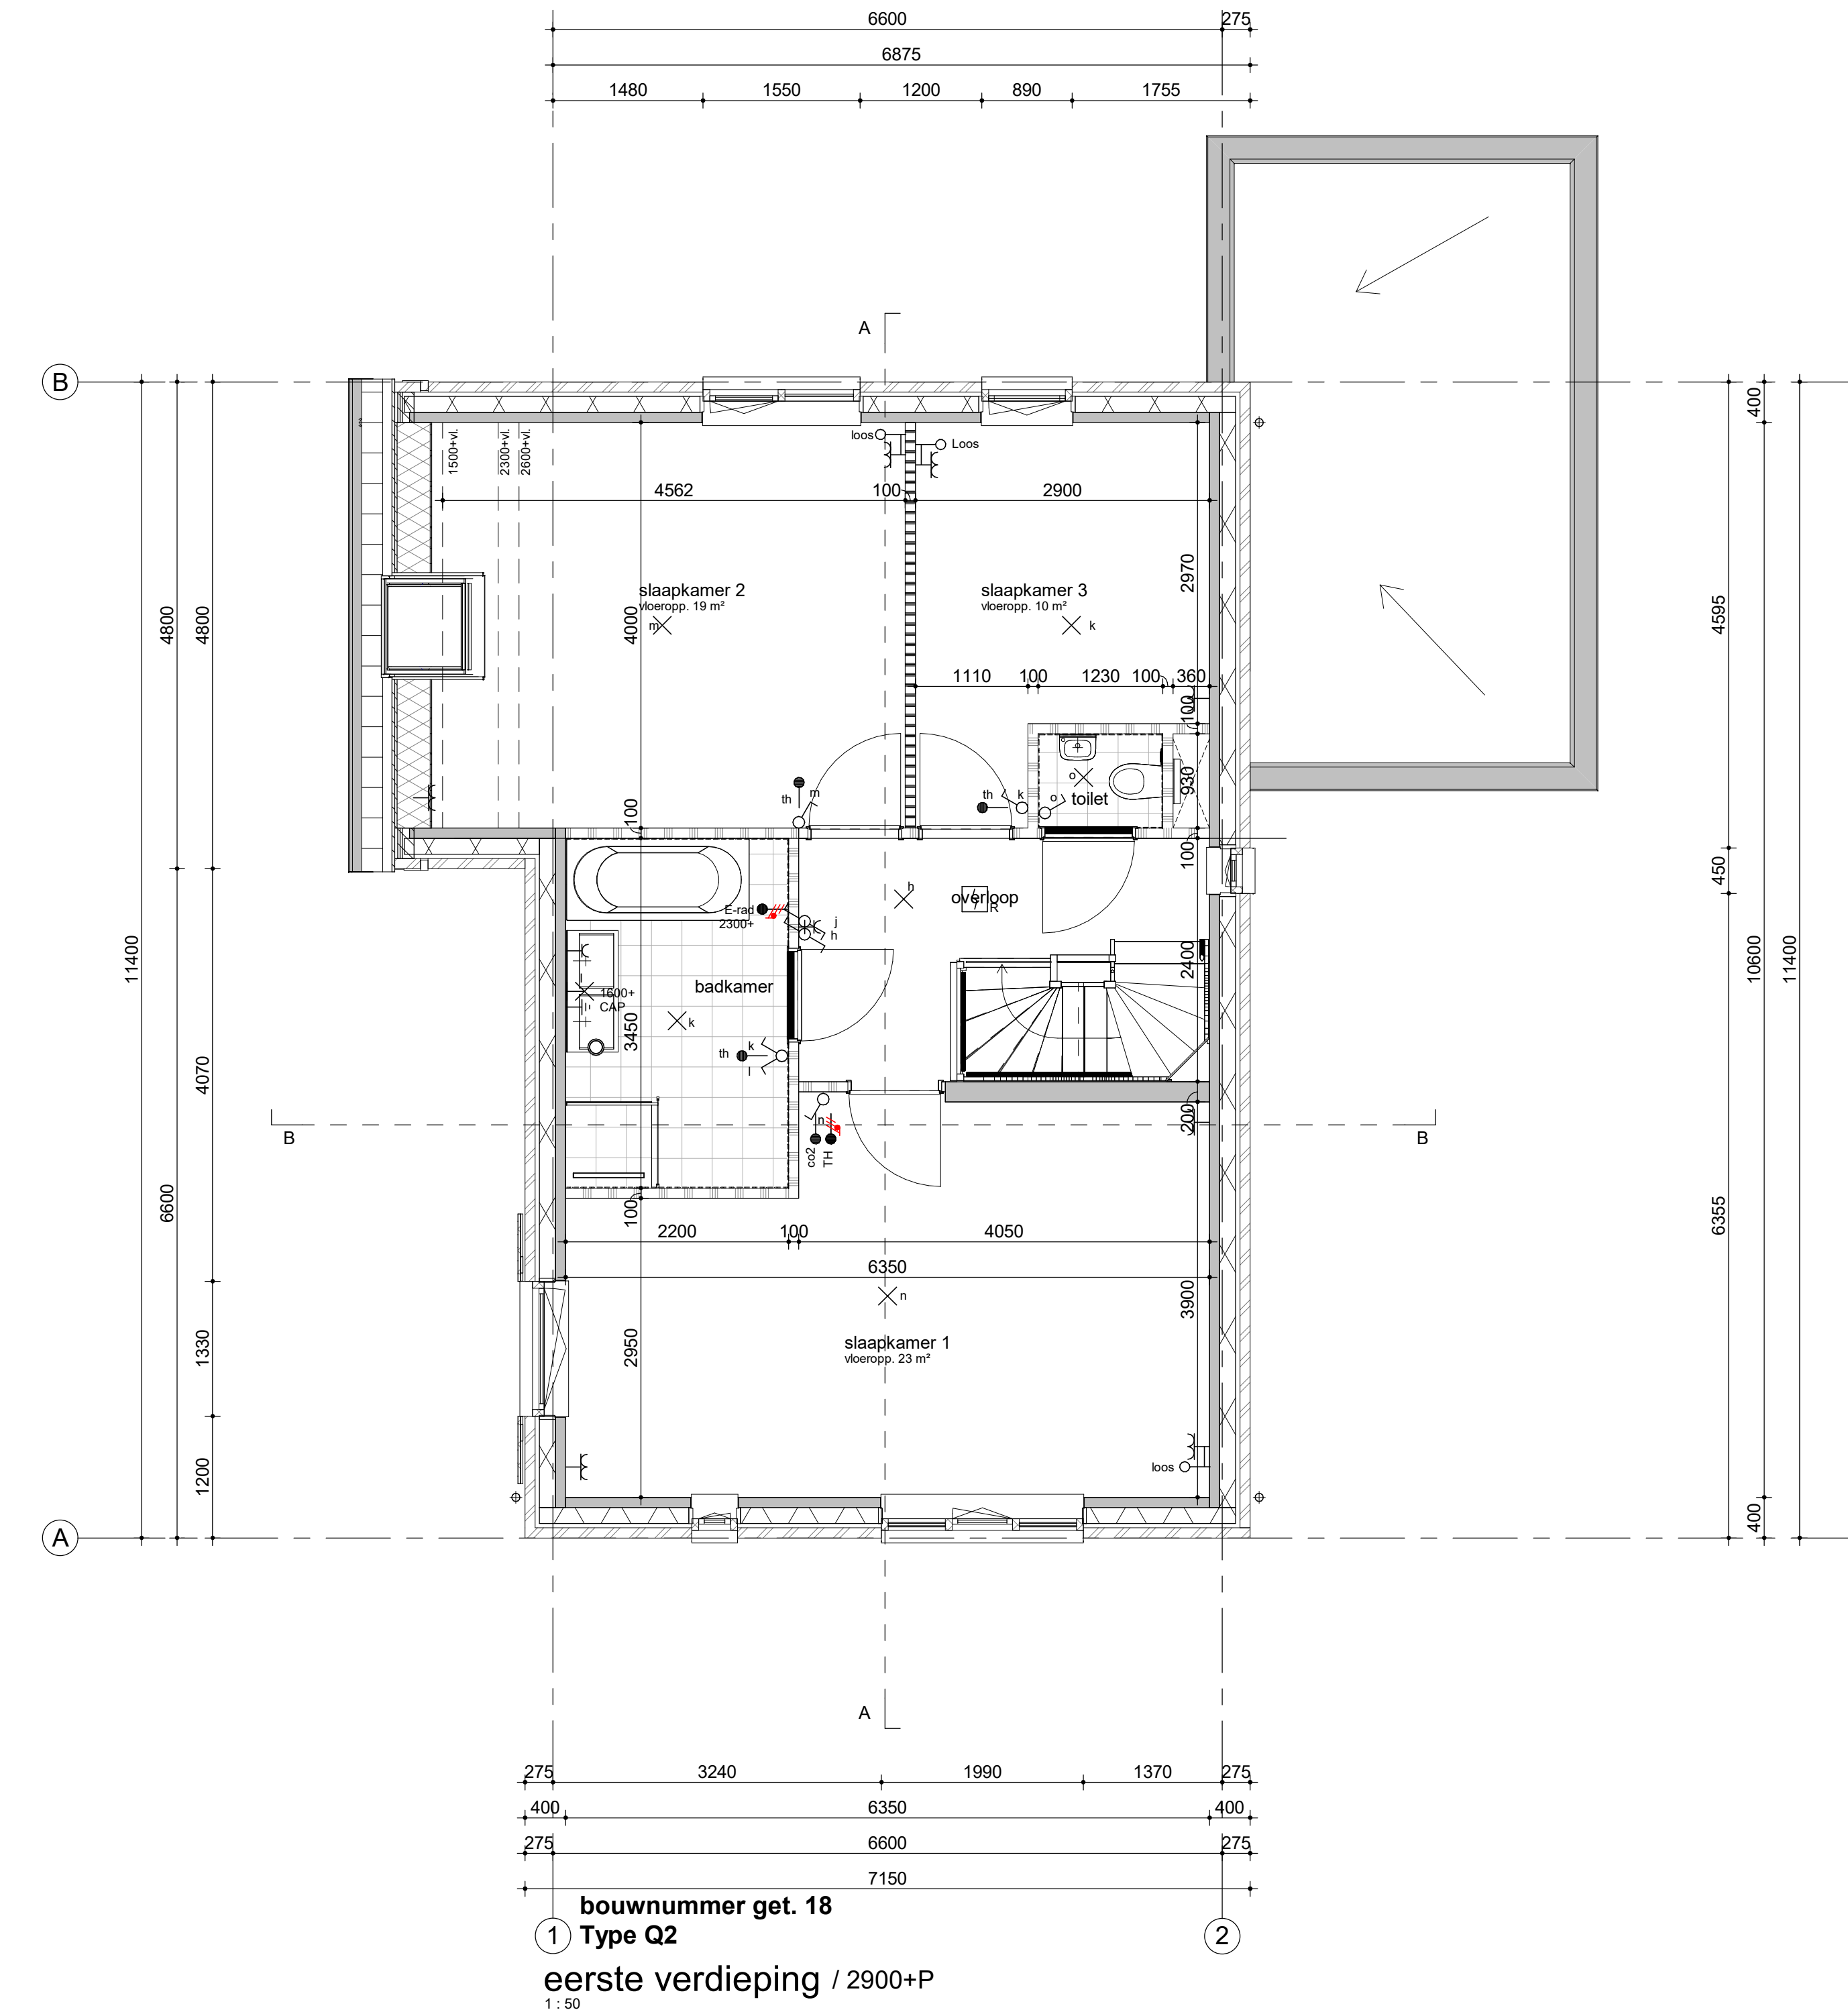 6600 275
6875
1480 1550 1200 890 1755
A
B
400
loos
Loos
1500+vl.
2300+vl.
2600+vl.
4562 100 2900
2970
slaapkamer 2
vloeropp. 19 m²
m
slaapkamer 3
vloeropp. 10 m²
k
4800
4800
4000
4595
1110 100 1230 100 360
100
930
o
o
toilet
th
m
th
k
100
100
450
h
overloop
R
E-rad
2300+
j
h
11400
2400
10600
11400
badkamer
1600+
CAP
k
3450
th
k
l
4070
B
n
co2
TH
200
B
6600
100
6355
2200 100 4050
6350
n
3900
slaapkamer 1
vloeropp. 23 m²
2950
1330
1200
loos
400
A
A
275 3240 1990 1370 275
400 6350 400
275 6600 275
7150
bouwnummer get. 18
1
Type Q2
2
eerste verdieping / 2900+P
1 : 50